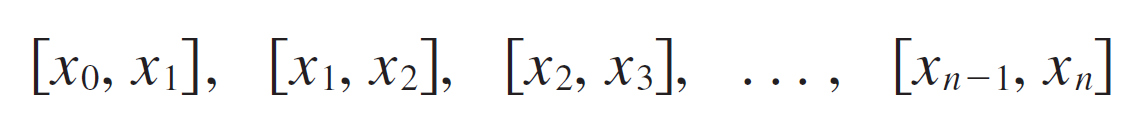 [x₀, x₁], [x₁, x₂], [x₂, x₃], . . . , [xₙ₋₁, xₙ]